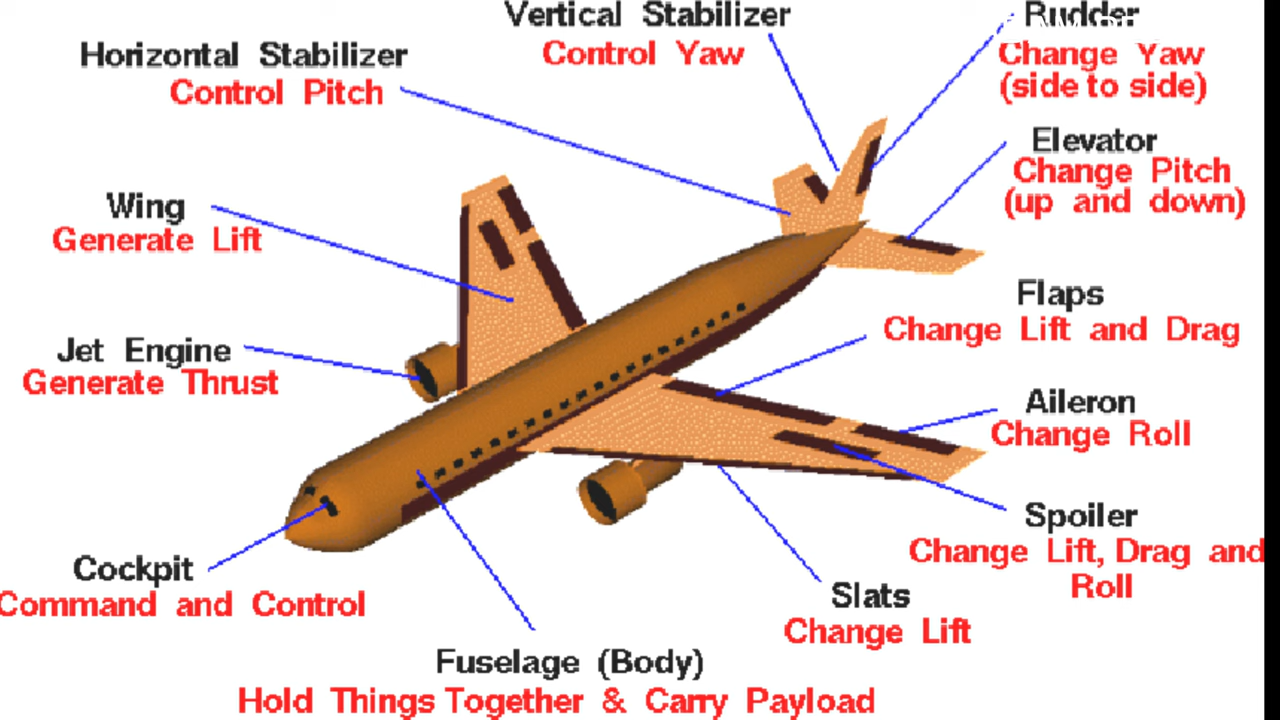 Vertical Stabilizer
Control Yaw
Rudder
Change Yaw
(side to side)
Horizontal Stabilizer
Control Pitch
Elevator
Change Pitch
(up and down)
Wing
Generate Lift
Flaps
Change Lift and Drag
Jet Engine
Generate Thrust
Aileron
Change Roll
Spoiler
Change Lift, Drag and
Roll
Cockpit
Command and Control
Slats
Change Lift
Fuselage (Body)
Hold Things Together & Carry Payload